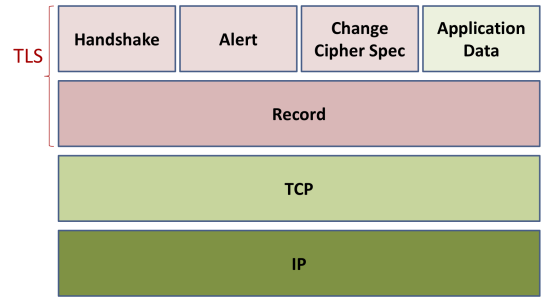 TLS
Handshake
Alert
Change
Cipher Spec
Application
Data
Record
TCP
IP